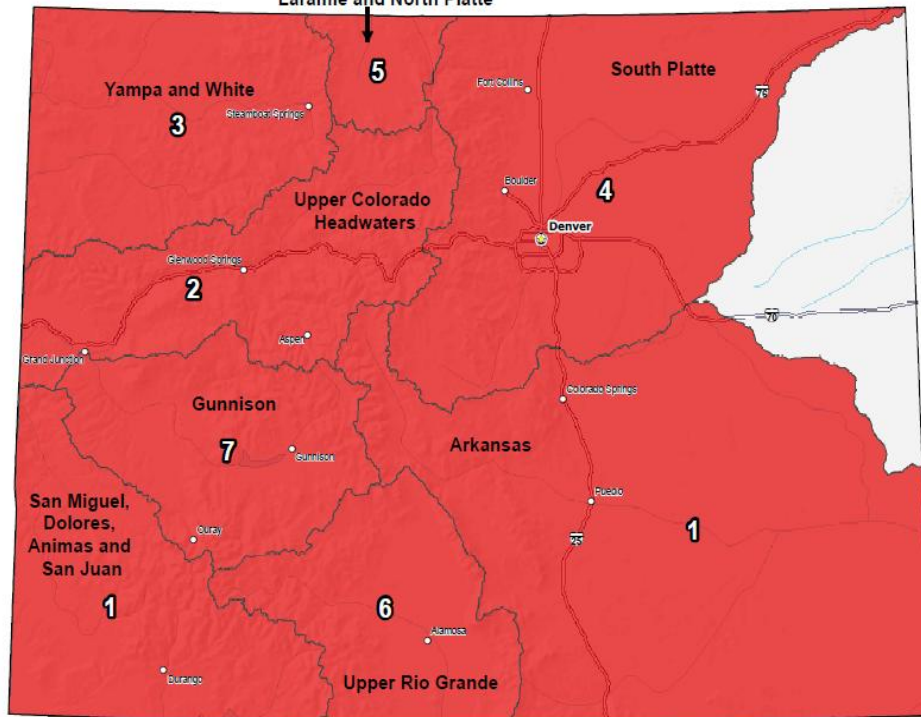 Laramie and North Platte
5
South Platte
Fort Collins
76
Yampa and White
Steamboat Springs
3
Boulder
4
Upper Colorado
Headwaters
Denver
Glenwood Springs
2
70
Aspen
Grand Junction
Colorado Springs
Gunnison
Arkansas
7
Gunnison
Pueblo
San Miguel,
Dolores,
Animas and
San Juan
Ouray
25
1
1
6
Alamosa
Durango
Upper Rio Grande